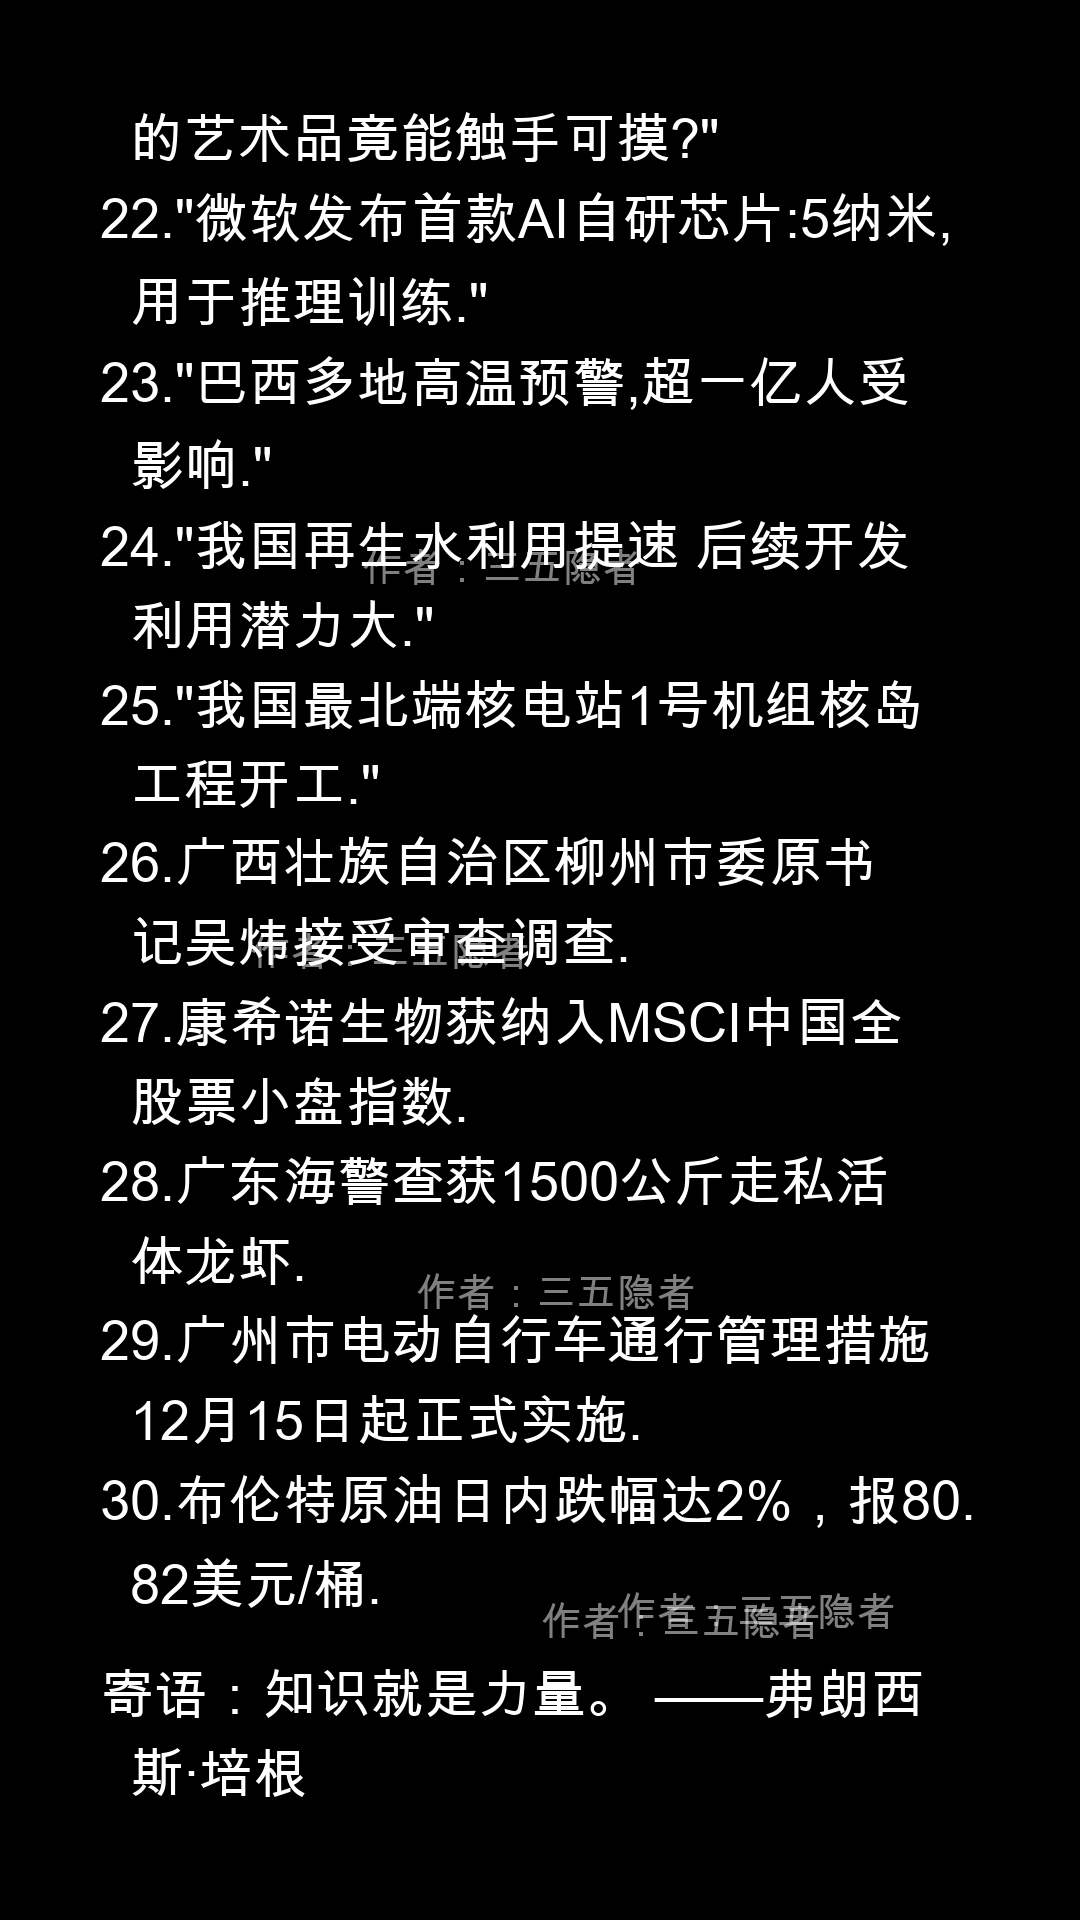 的艺术品竟能触手可摸?"
22."微软发布首款AI自研芯片:5纳米,
用于推理训练."
23."巴西多地高温预警,超一亿人受
影响."
24."我国再生水利用提速 后续开发
作者：三五隐者
利用潜力大."
25."我国最北端核电站1号机组核岛
工程开工."
26.广西壮族自治区柳州市委原书
记吴炜接受审查调查.
作者：三五隐者
27.康希诺生物获纳入MSCI中国全
股票小盘指数.
28.广东海警查获1500公斤走私活
体龙虾.
作者：三五隐者
29.广州市电动自行车通行管理措施
12月15日起正式实施.
30.布伦特原油日内跌幅达2%，报80.
82美元/桶.
作者：三五隐者
作者：三五隐者
寄语：知识就是力量。 ——弗朗西
斯·培根